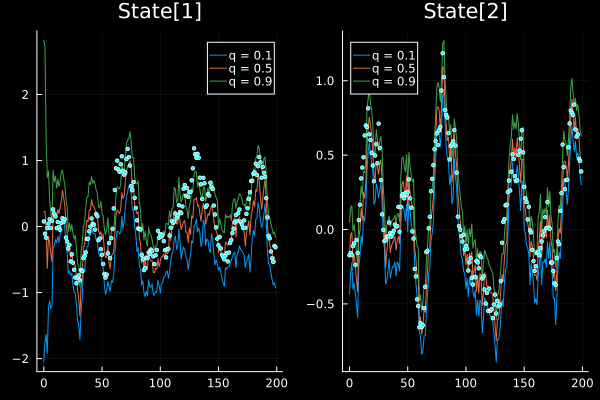 State[1]
q = 0.1
q = 0.5
q = 0.9
2
1
0
−1
−2
0
50
100
150
200
State[2]
q = 0.1
q = 0.5
q = 0.9
1.0
0.5
0.0
−0.5
0
50
100
150
200